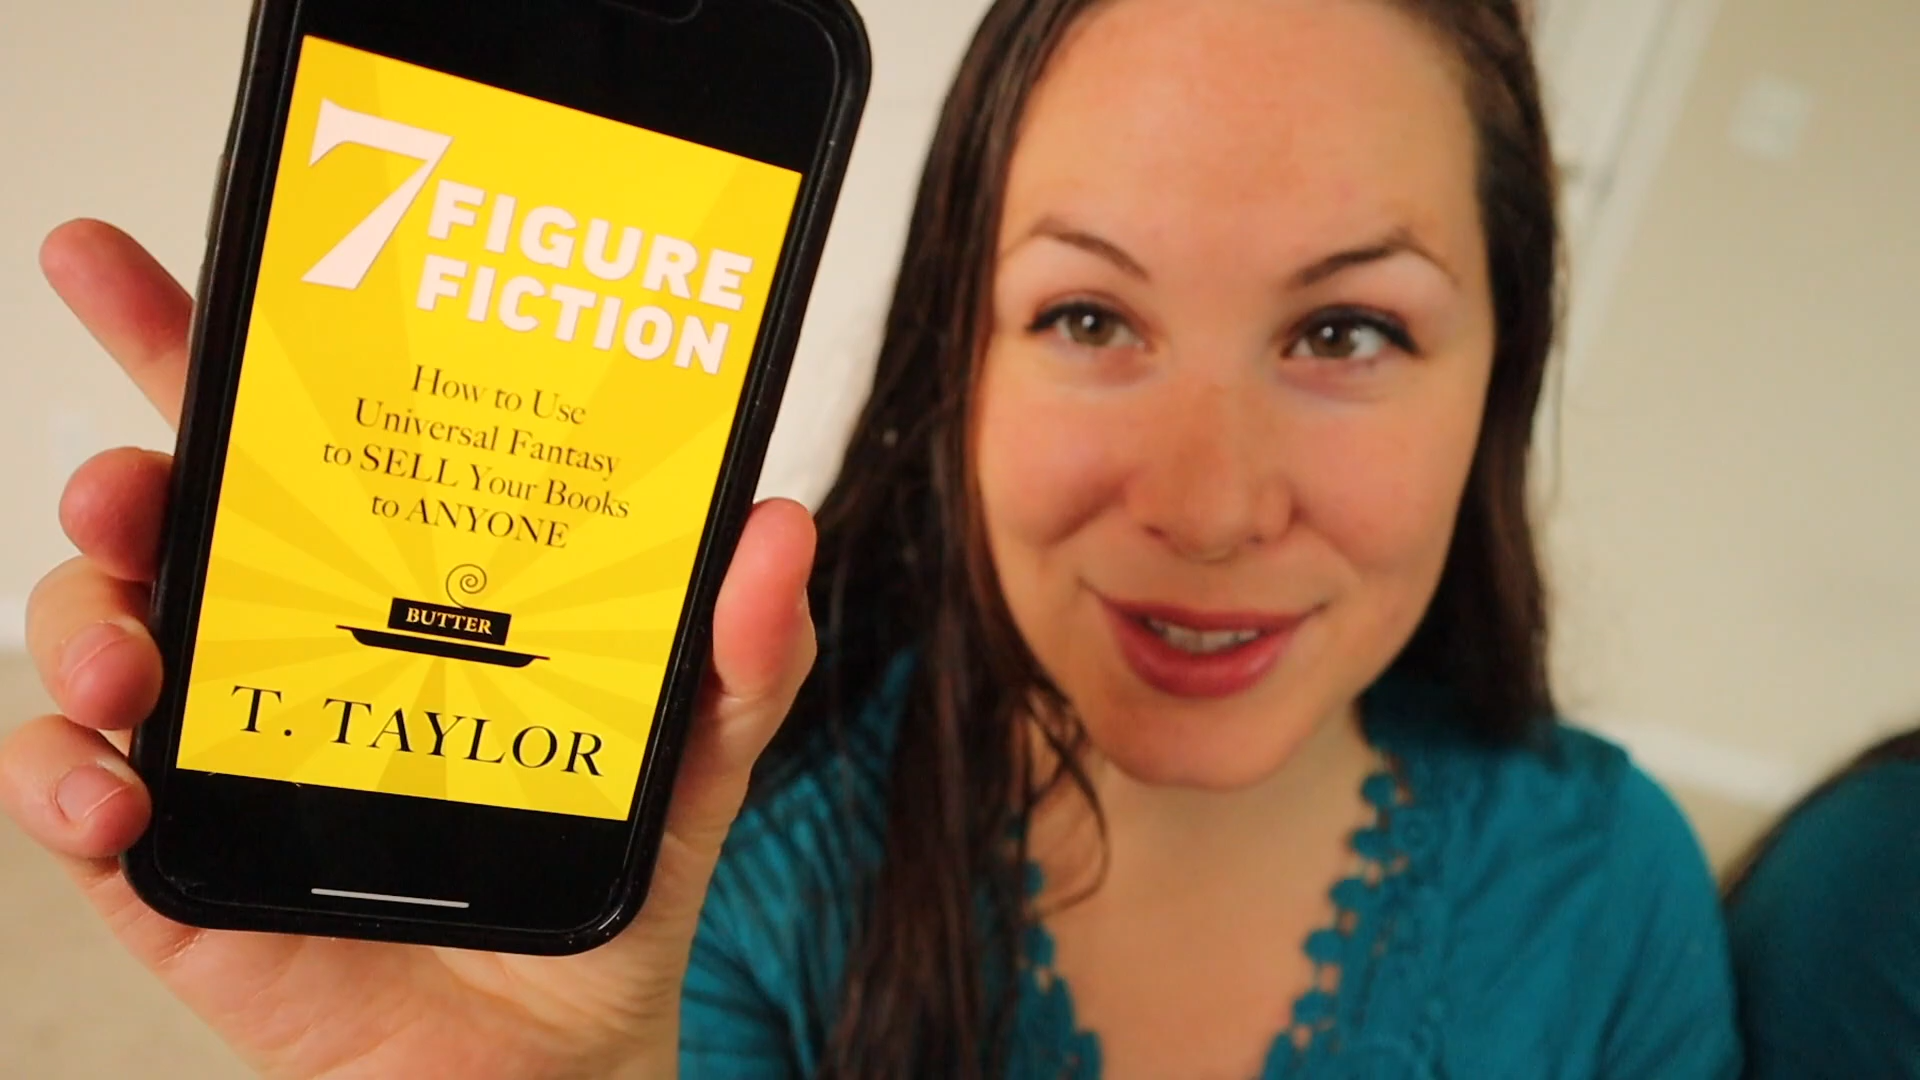 7 FIGURE
FICTION
How to Use
Universal Fantasy
to SELL Your Books
to ANYONE
BUTTER
T. TAYLOR